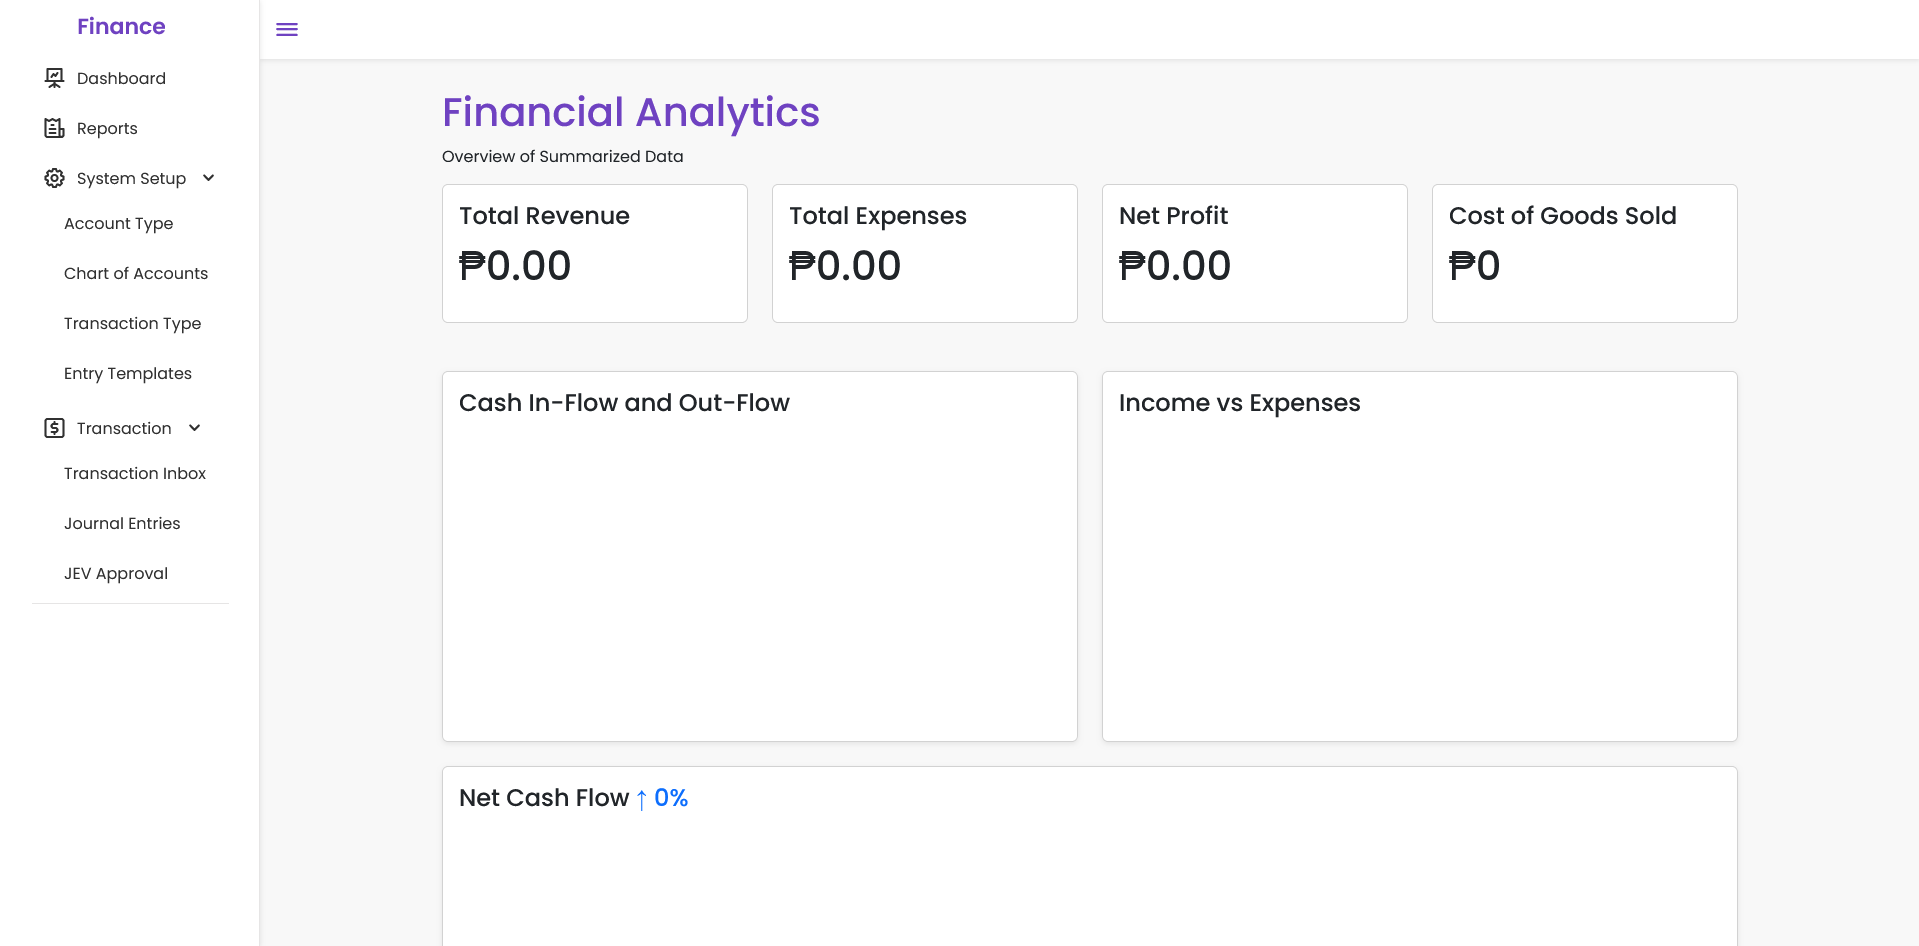 Finance
Dashboard
Reports
System Setup
Account Type
Chart of Accounts
Transaction Type
Entry Templates
Transaction
Transaction Inbox
Journal Entries
JEV Approval
Financial Analytics
Overview of Summarized Data
Total Revenue
₱0.00
Total Expenses
₱0.00
Net Profit
₱0.00
Cost of Goods Sold
₱0
Cash In-Flow and Out-Flow
Income vs Expenses
Net Cash Flow ↑ 0%